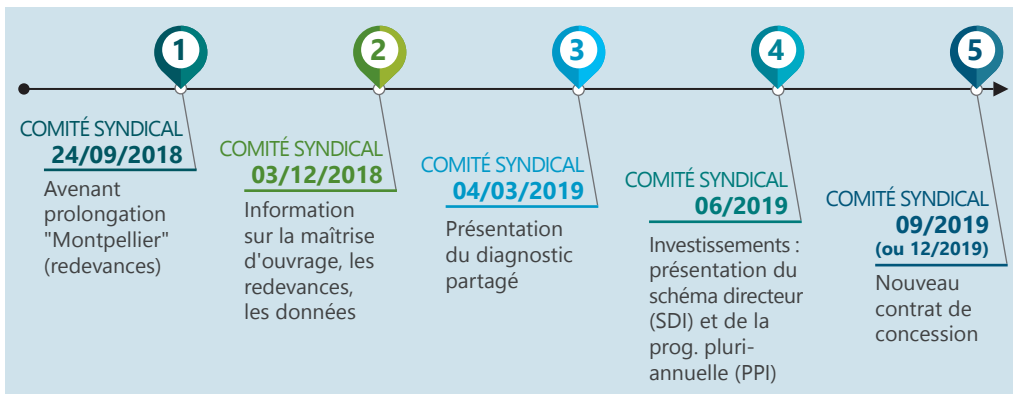 1
COMITÉ SYNDICAL
24/09/2018
Avenant
prolongation
"Montpellier"
(redevances)
2
COMITÉ SYNDICAL
03/12/2018
Information
sur la maîtrise
d'ouvrage, les
redevances,
les données
3
COMITÉ SYNDICAL
04/03/2019
Présentation
du diagnostic
partagé
4
COMITÉ SYNDICAL
06/2019
Investissements :
présentation du
schéma directeur
(SDI) et de la
prog. pluri-
annuelle (PPI)
5
COMITÉ SYNDICAL
09/2019
(ou 12/2019)
Nouveau
contrat de
concession